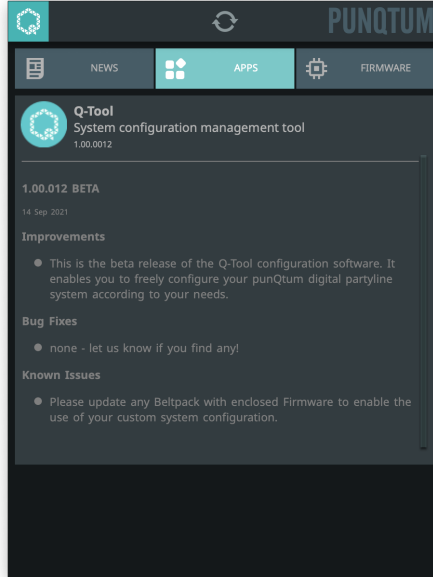 PUNQTUM
NEWS
APPS
FIRMWARE
Q-Tool
System configuration management tool
1.00.0012
1.00.012 BETA
14 Sep 2021
Improvements
This is the beta release of the Q-Tool configuration software. It
enables you to freely configure your punQtum digital partyline
system according to your needs.
Bug Fixes
none - let us know if you find any!
Known Issues
Please update any Beltpack with enclosed Firmware to enable the
use of your custom system configuration.